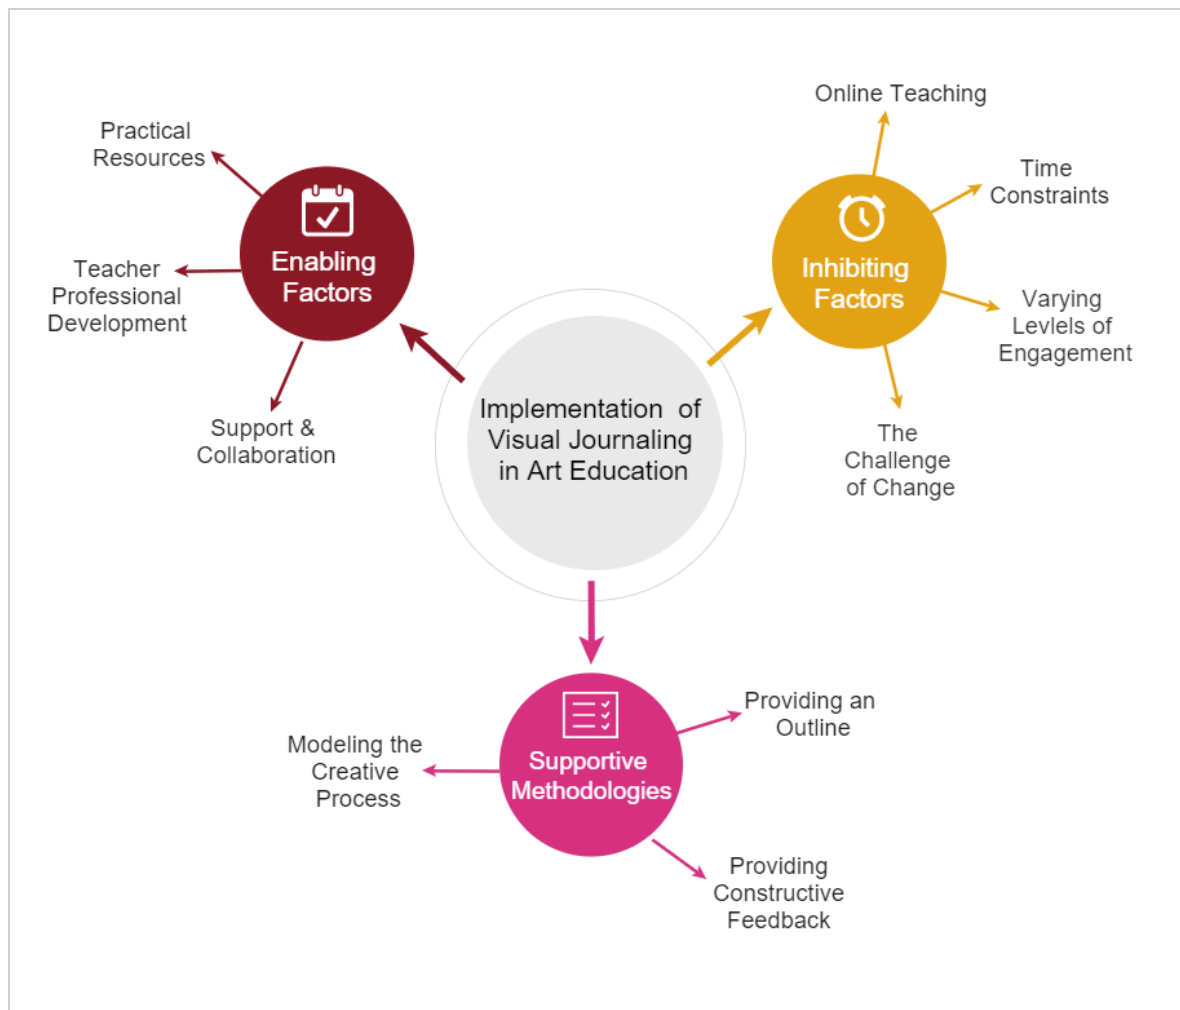 Practical
Resources
Enabling
Factors
Teacher
Professional
Development
Support &
Collaboration
Online Teaching
Time
Constraints
Inhibiting
Factors
Varying
Levlels of
Engagement
The
Challenge
of Change
Implementation of
Visual Journaling
in Art Education
Supportive
Methodologies
Modeling the
Creative
Process
Providing an
Outline
Providing
Constructive
Feedback